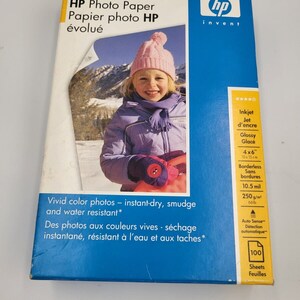 HP Photo Paper
Papier photo HP
évolué
hp
invent
Inkjet
Jet
d'encre
Glossy
Glacé
4 x 6"
Borderless
Sans
bordures
10.5 mil
250 g/m²
Auto Sense™
Détection
automatique
100
Sheets
Feuilles
Vivid color photos – instant-dry, smudge
and water resistant*
Des photos aux couleurs vives - séchage
instantané, résistant à l'eau et aux taches*